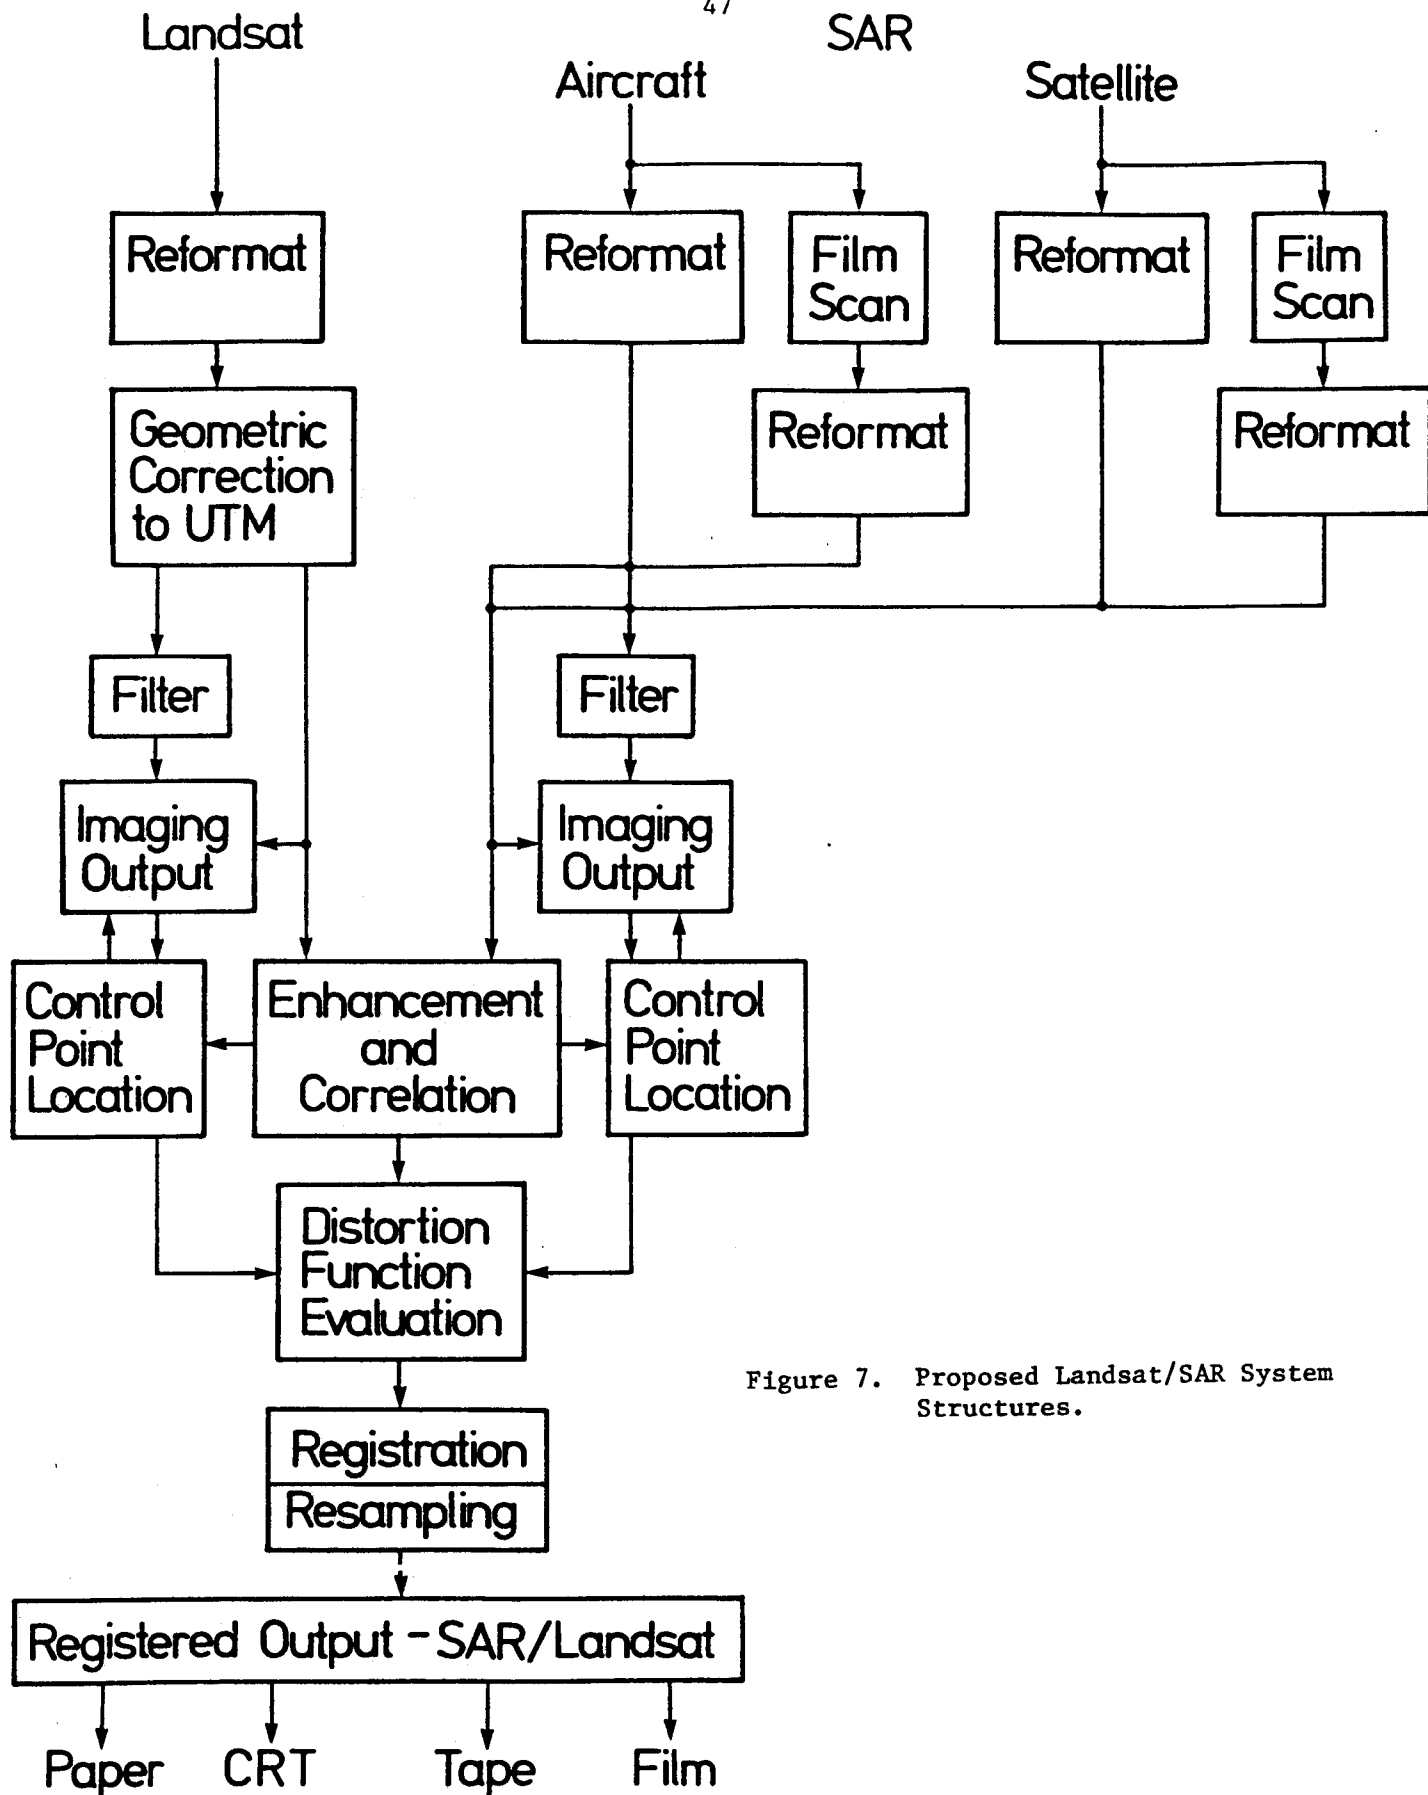 47
Landsat
SAR
Aircraft
Satellite
Reformat
Reformat
Film
Scan
Reformat
Film
Scan
Geometric
Correction
to UTM
Reformat
Reformat
Filter
Filter
Imaging
Output
Imaging
Output
Control
Point
Location
Enhancement
and
Correlation
Control
Point
Location
Distortion
Function
Evaluation
Figure 7. Proposed Landsat/SAR System
Structures.
Registration
Resampling
Registered Output - SAR/Landsat
Paper
CRT
Tape
Film